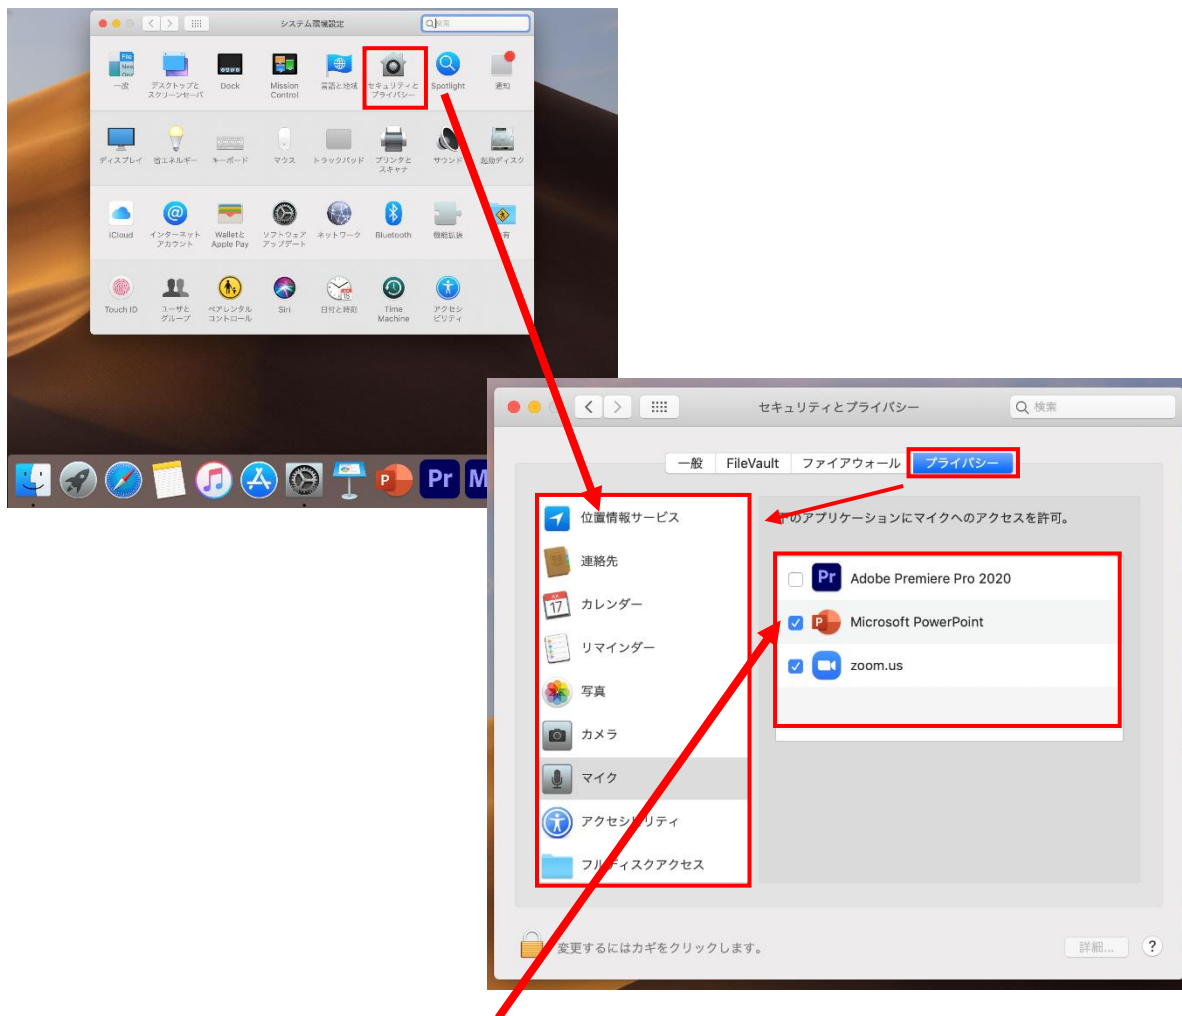 システム環境設定
検索
File
New
一般
デスクトップと
スクリーンセーバ
Dock
Mission
Control
言語と地域
セキュリティと
プライバシー
Spotlight
通知
ディスプレイ
省エネルギー
キーボード
マウス
トラックパッド
プリンタと
スキャナ
サウンド
起動ディスク
iCloud
インターネット
アカウント
Walletと
Apple Pay
ソフトウェア
アップデート
ネットワーク
Bluetooth
機能拡張
有
Touch ID
ユーザと
グループ
ペアレンタル
コントロール
Siri
日付と時刻
Time
Machine
アクセシ
ビリティ
P
Pr
M
セキュリティとプライバシー
検索
一般
FileVault
ファイアウォール
プライバシー
位置情報サービス
連絡先
17
カレンダー
リマインダー
写真
カメラ
マイク
アクセシビリティ
フルディスクアクセス
下のアプリケーションにマイクへのアクセスを許可。
Pr
Adobe Premiere Pro 2020
P
Microsoft PowerPoint
zoom.us
変更するにはカギをクリックします。
詳細...
?